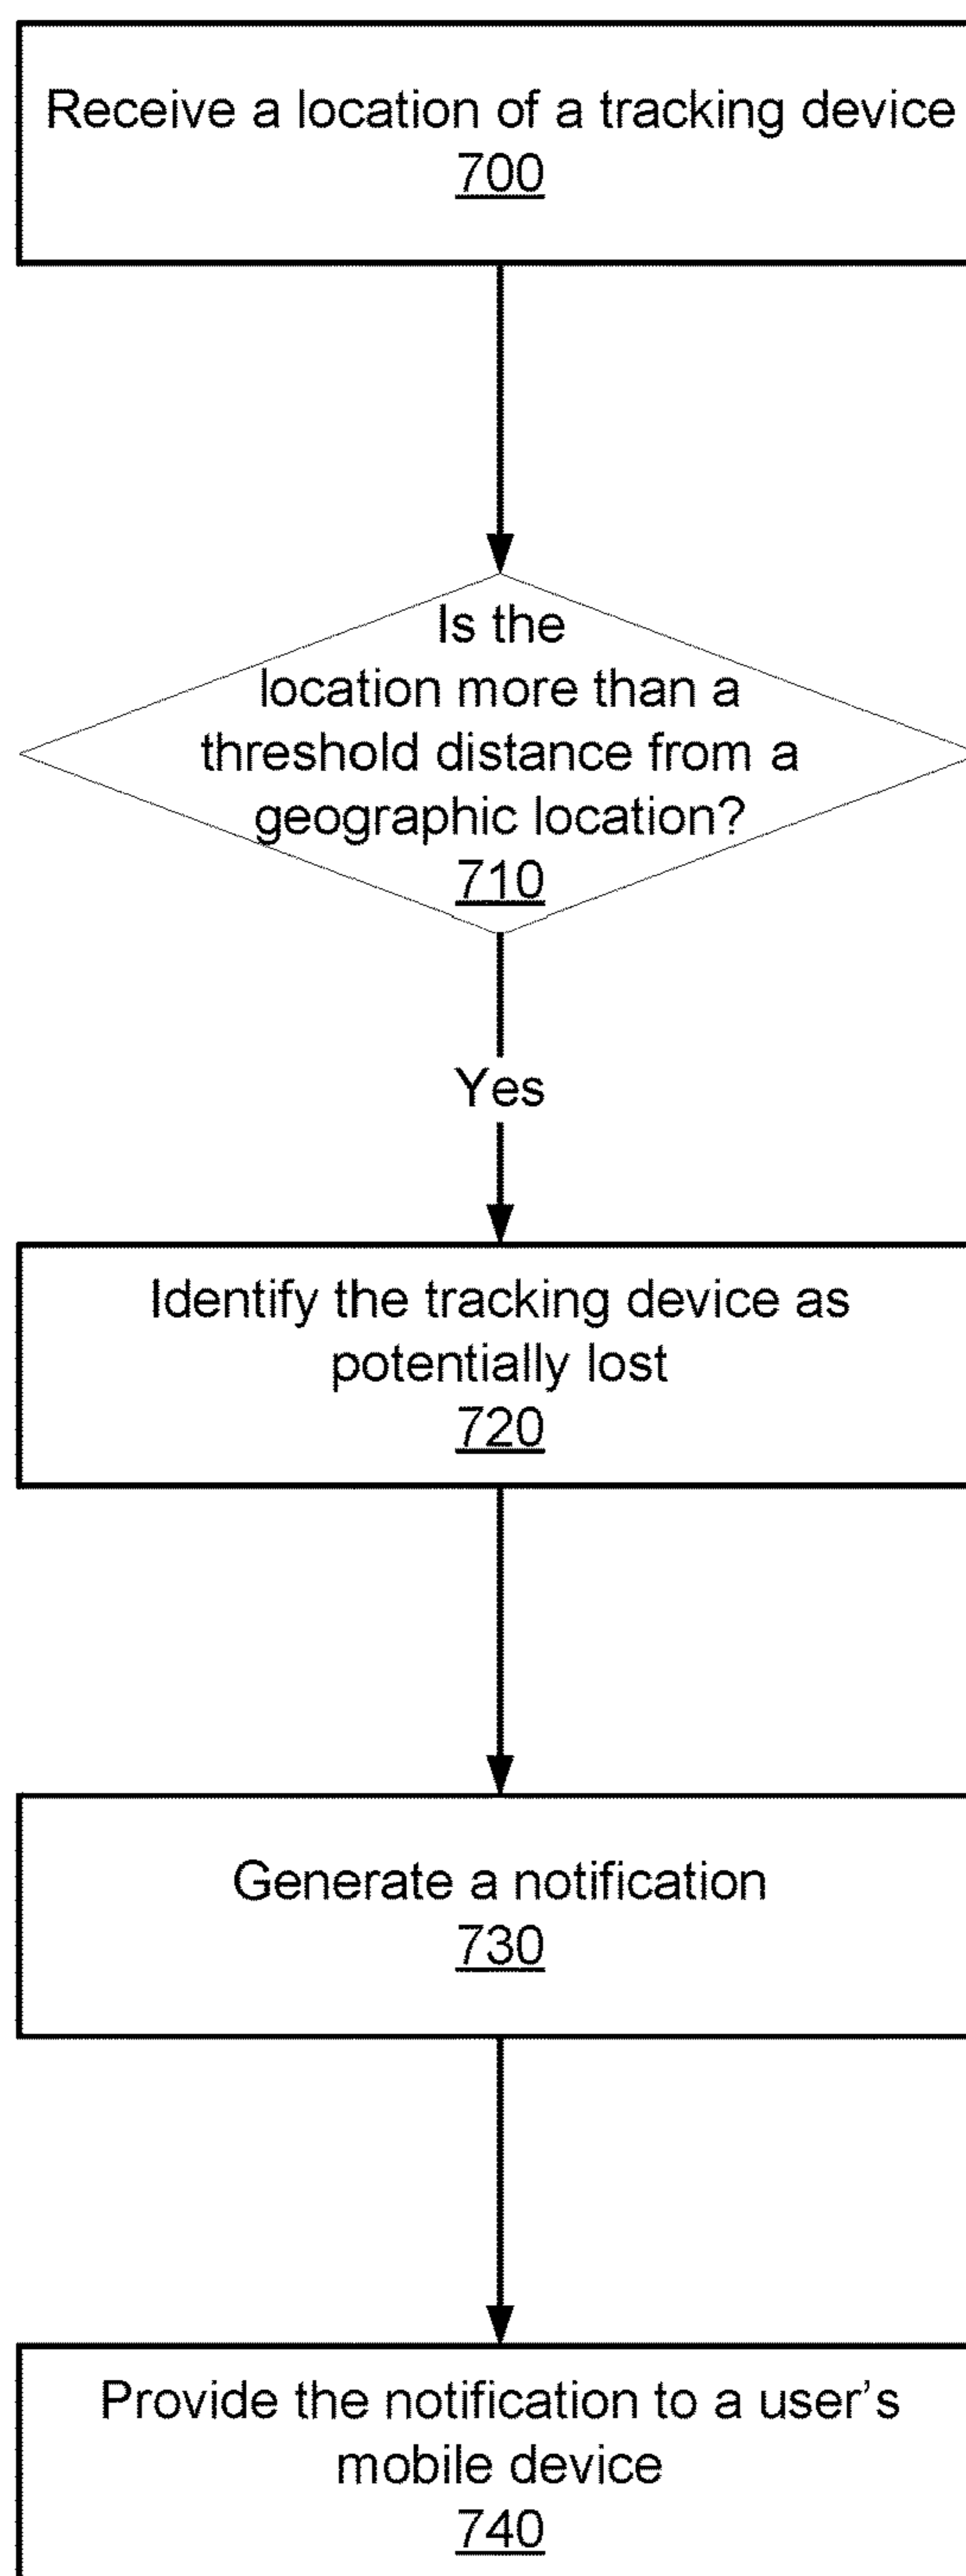 Receive a location of a tracking device
700
Is the
location more than a
threshold distance from a
geographic location?
710
Yes
Identify the tracking device as
potentially lost
720
Generate a notification
730
Provide the notification to a user's
mobile device
740